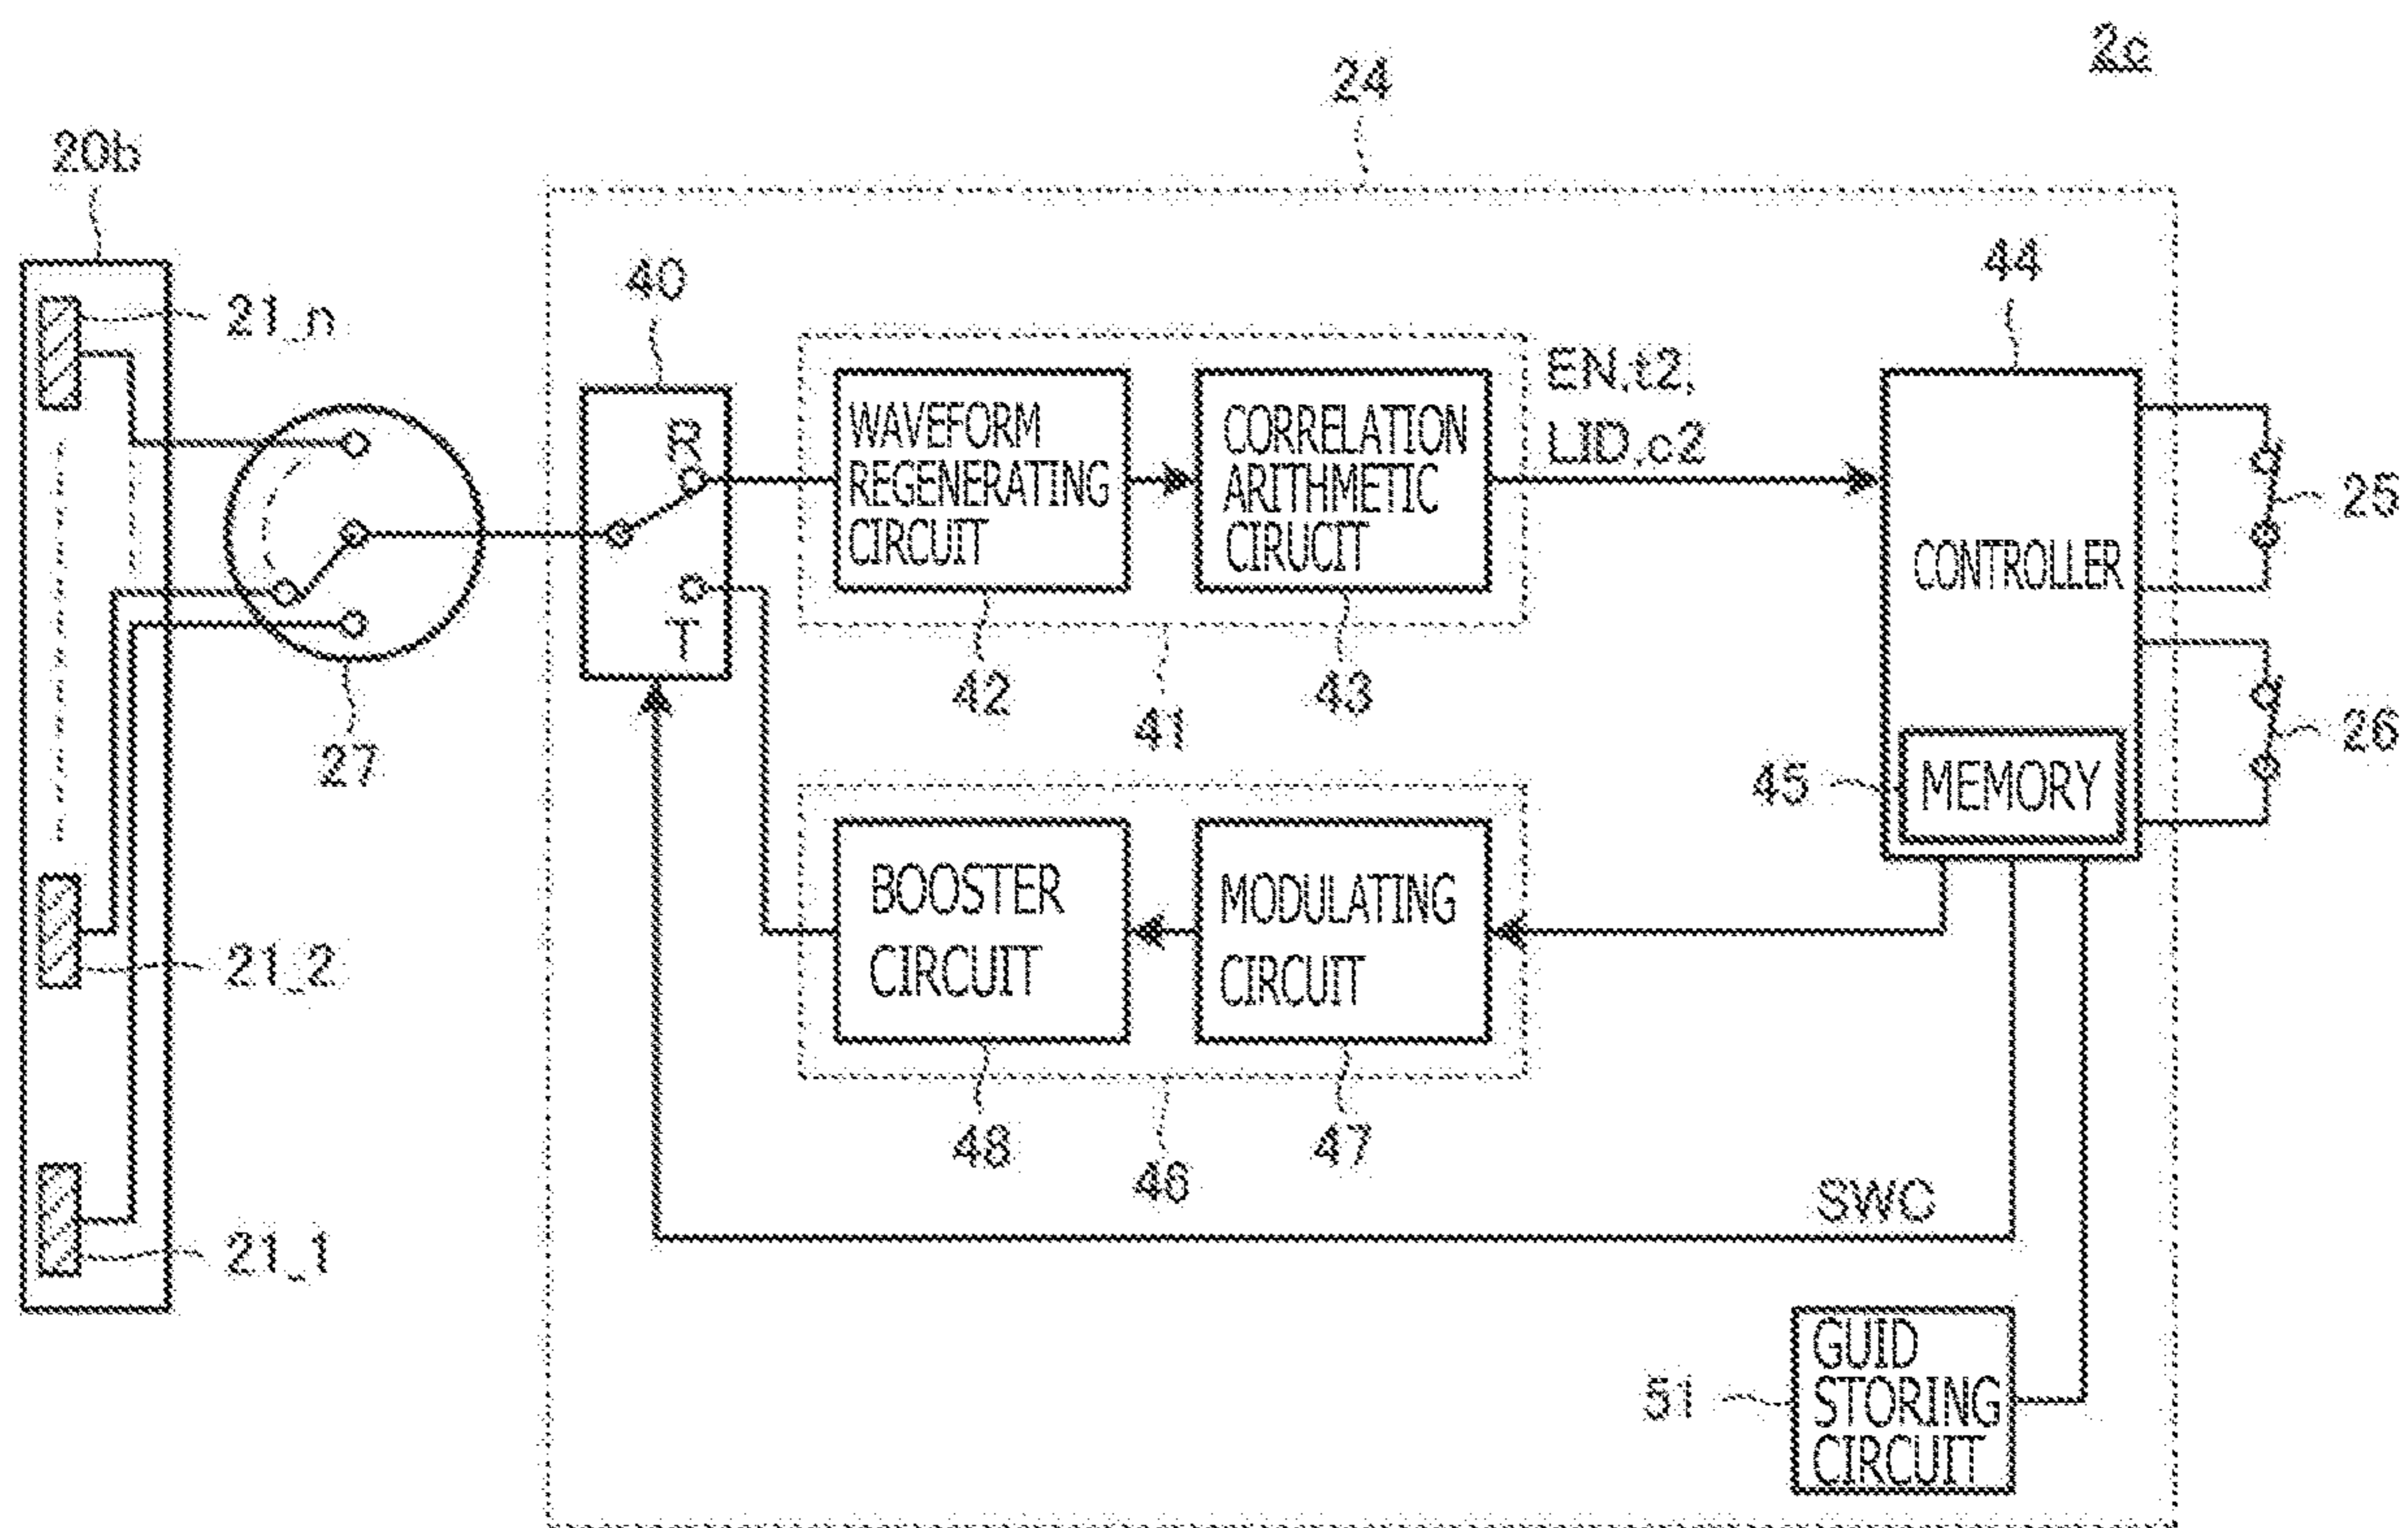 2c
24
20b
21_n
40
44
R
WAVEFORM
REGENERATING
CIRCUIT
CORRELATION
ARITHMETIC
CIRUCIT
EN,t2,
LID,c2
CONTROLLER
25
T
42
43
41
27
26
45
MEMORY
BOOSTER
CIRCUIT
MODULATING
CIRCUIT
21_2
48
47
46
SWC
21_1
51
GUID
STORING
CIRCUIT